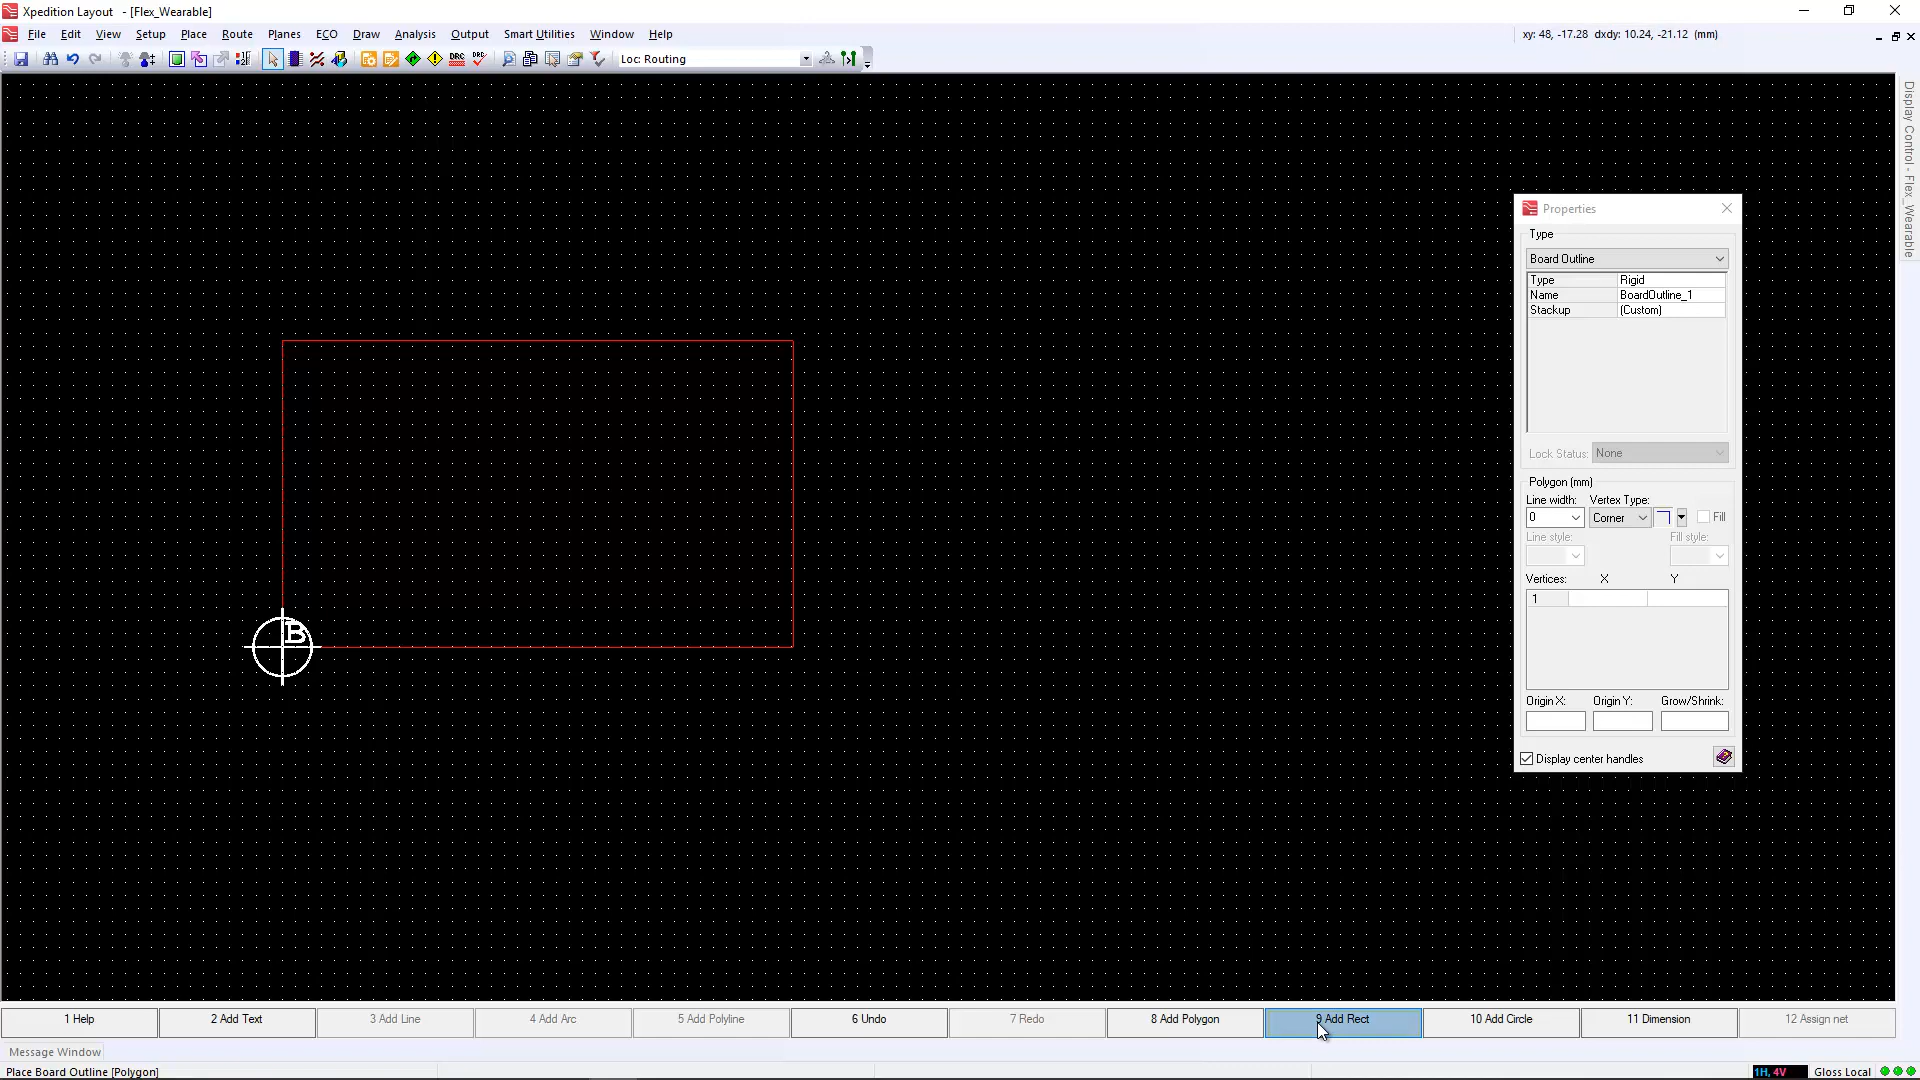 Xpedition Layout - [Flex_Wearable]
File Edit View Setup Place Route Planes ECO Draw Analysis Output Smart Utilities Window Help
xy: 48, -17.28 dxdy: 10.24, -21.12 (mm)
Loc: Routing
Display Control - Flex_Wearable
Properties
Type
Board Outline
Type Rigid
Name BoardOutline_1
Stackup (Custom)
Lock Status: None
Polygon (mm)
Line width: Vertex Type:
0 Corner Fill
Line style: Fill style:
Vertices: X Y
1
Origin X: Origin Y: Grow/Shrink:
Display center handles
B
1 Help 2 Add Text 3 Add Line 4 Add Arc 5 Add Polyline 6 Undo 7 Redo 8 Add Polygon 9 Add Rect 10 Add Circle 11 Dimension 12 Assign net
Message Window
Place Board Outline [Polygon]
1H, 4V Gloss Local